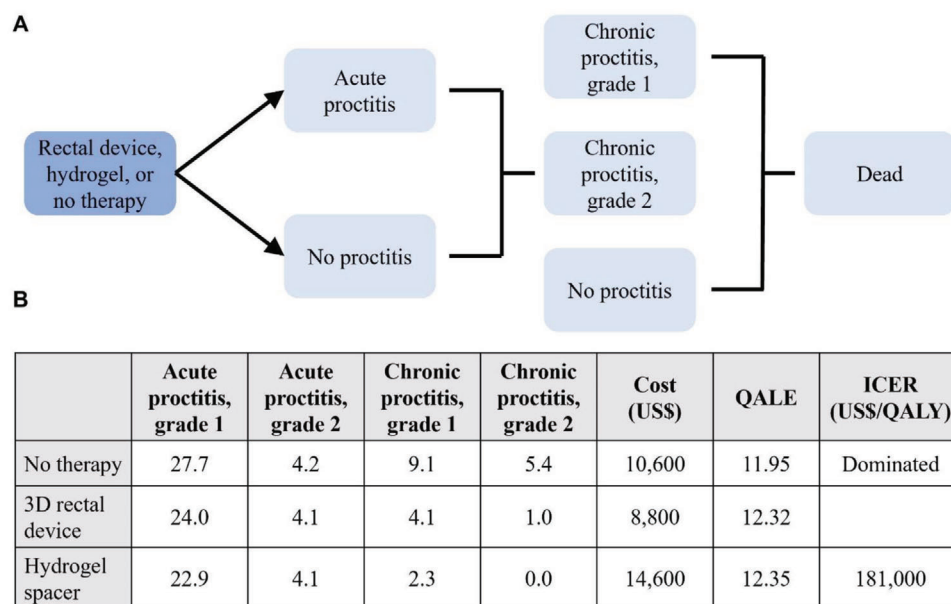 A
Rectal device,
hydrogel, or
no therapy
Acute
proctitis
No proctitis
Chronic
proctitis,
grade 1
Chronic
proctitis,
grade 2
No proctitis
Dead
B
Acute proctitis, grade 1 Acute proctitis, grade 2 Chronic proctitis, grade 1 Chronic proctitis, grade 2 Cost (US$) QALE ICER (US$/QALY)
No therapy 27.7 4.2 9.1 5.4 10,600 11.95 Dominated
3D rectal device 24.0 4.1 4.1 1.0 8,800 12.32
Hydrogel spacer 22.9 4.1 2.3 0.0 14,600 12.35 181,000